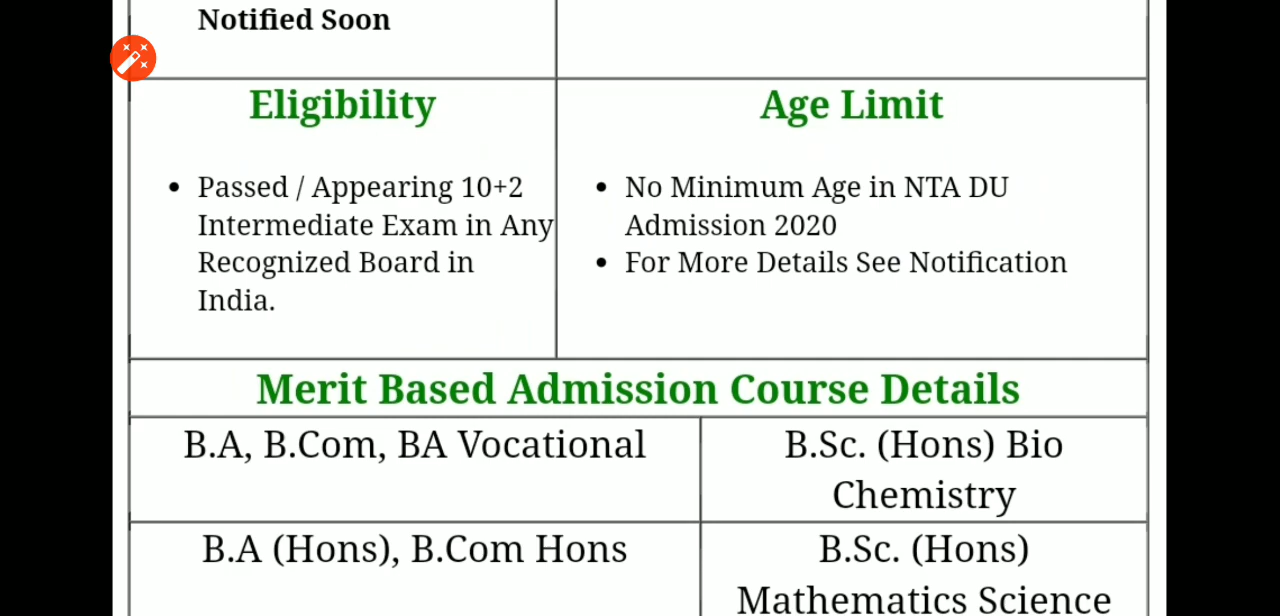 Notified Soon
Eligibility
Age Limit
• Passed / Appearing 10+2
Intermediate Exam in Any
Recognized Board in
India.
• No Minimum Age in NTA DU
Admission 2020
• For More Details See Notification
Merit Based Admission Course Details
B.A, B.Com, BA Vocational
B.Sc. (Hons) Bio
Chemistry
B.A (Hons), B.Com Hons
B.Sc. (Hons)
Mathematics Science